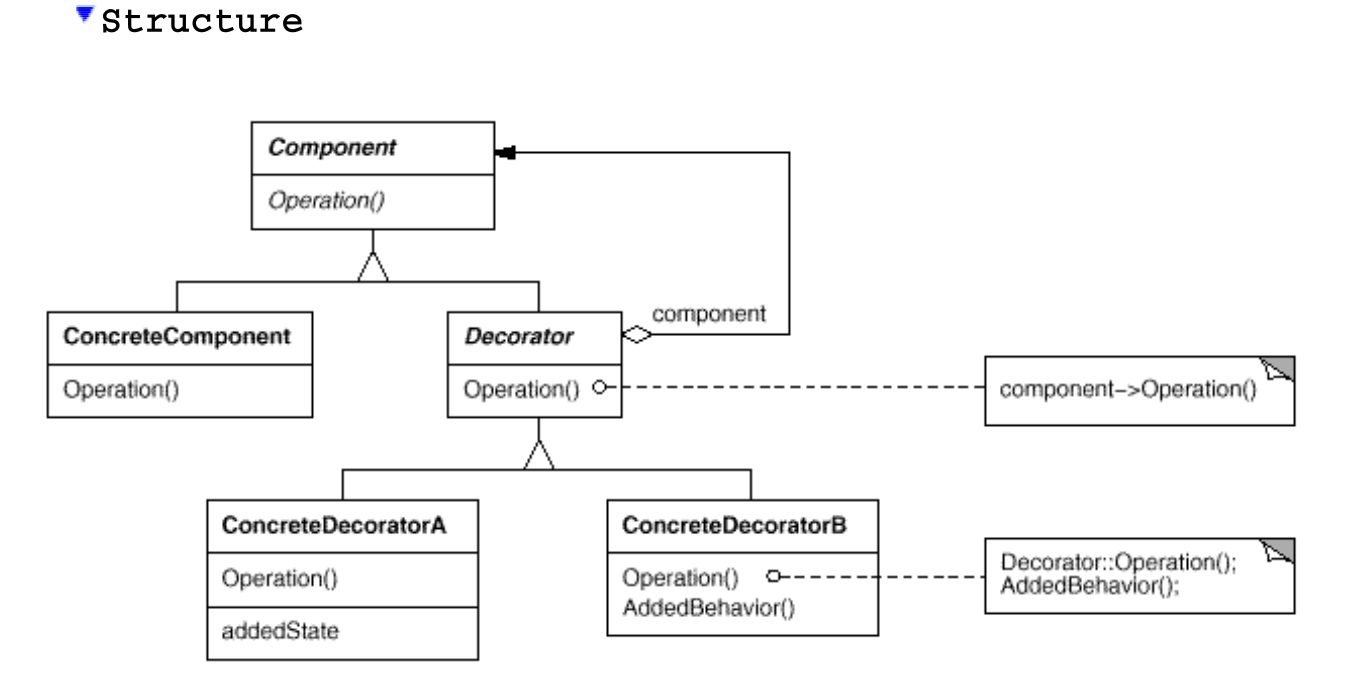 Structure
Component
Operation()
component
ConcreteComponent
Operation()
Decorator
Operation()
component–>Operation()
ConcreteDecoratorA
Operation()
addedState
ConcreteDecoratorB
Operation()
AddedBehavior()
Decorator::Operation();
AddedBehavior();